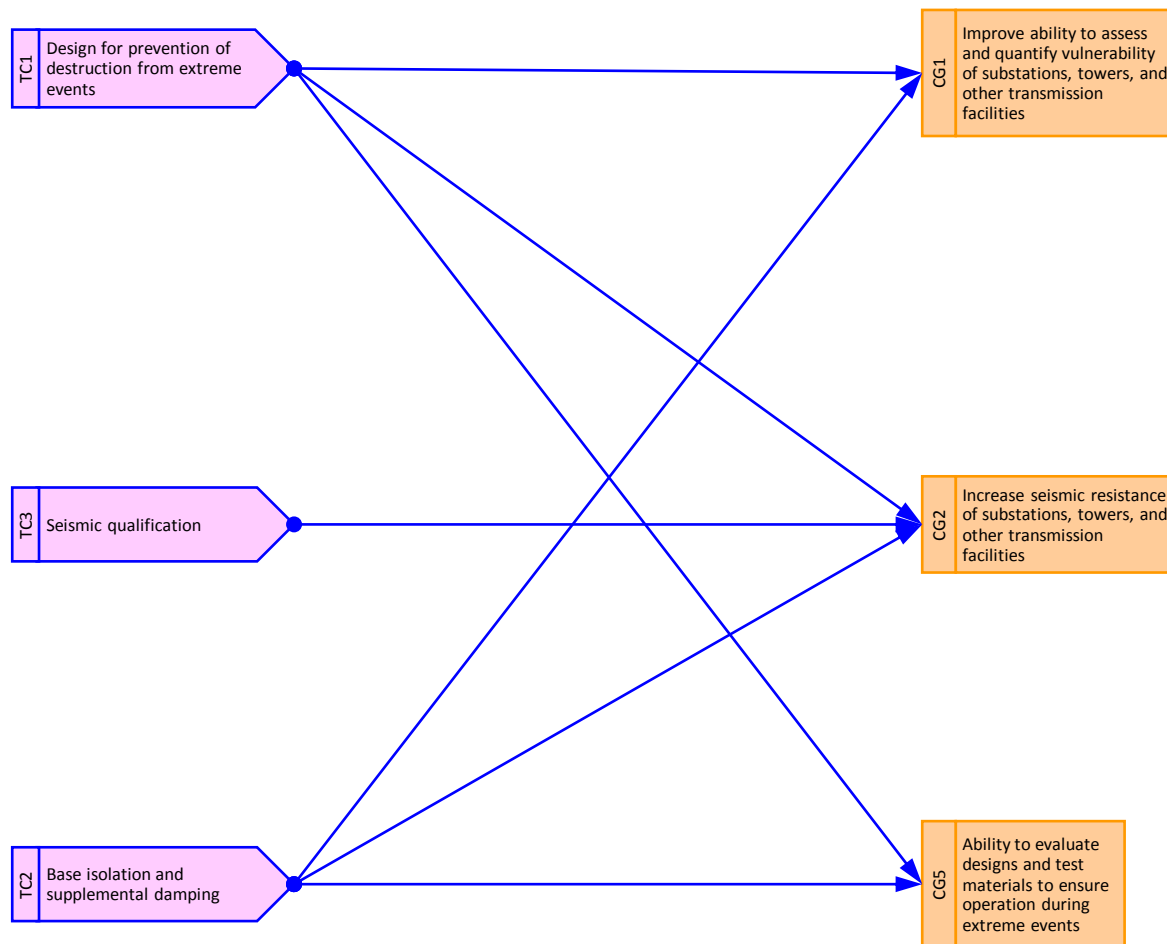 TC1
Design for prevention of
destruction from extreme
events
CG1
Improve ability to assess
and quantify vulnerability
of substations, towers, and
other transmission
facilities
TC3
Seismic qualification
CG2
Increase seismic resistance
of substations, towers, and
other transmission
facilities
TC2
Base isolation and
supplemental damping
CG5
Ability to evaluate
designs and test
materials to ensure
operation during
extreme events